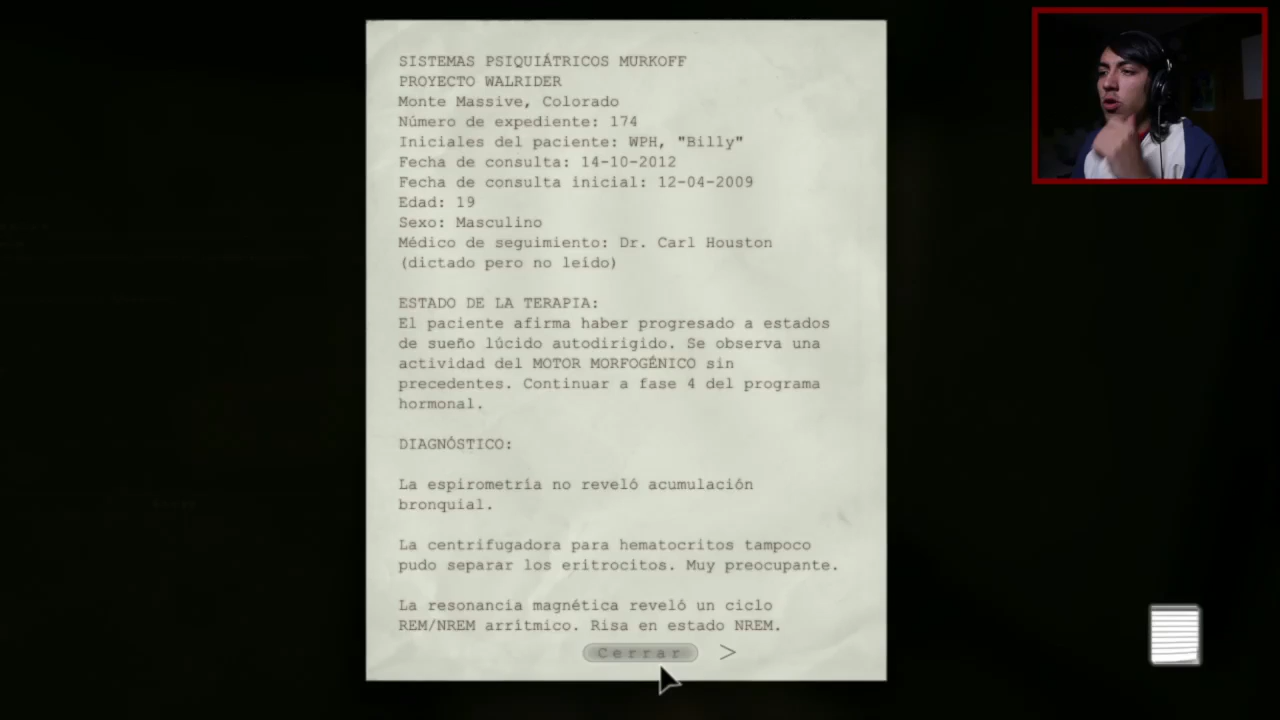 SISTEMAS PSIQUIÁTRICOS MURKOFF
PROYECTO WALRIDER
Monte Massive, Colorado
Número de expediente: 174
Iniciales del paciente: WPH, "Billy"
Fecha de consulta: 14-10-2012
Fecha de consulta inicial: 12-04-2009
Edad: 19
Sexo: Masculino
Médico de seguimiento: Dr. Carl Houston
(dictado pero no leído)
ESTADO DE LA TERAPIA:
El paciente afirma haber progresado a estados
de sueño lúcido autodirigido. Se observa una
actividad del MOTOR MORFOGÉNICO sin
precedentes. Continuar a fase 4 del programa
hormonal.
DIAGNÓSTICO:
La espirometría no reveló acumulación
bronquial.
La centrifugadora para hematocritos tampoco
pudo separar los eritrocitos. Muy preocupante.
La resonancia magnética reveló un ciclo
REM/NREM arrítmico. Risa en estado NREM.
Cerrar >